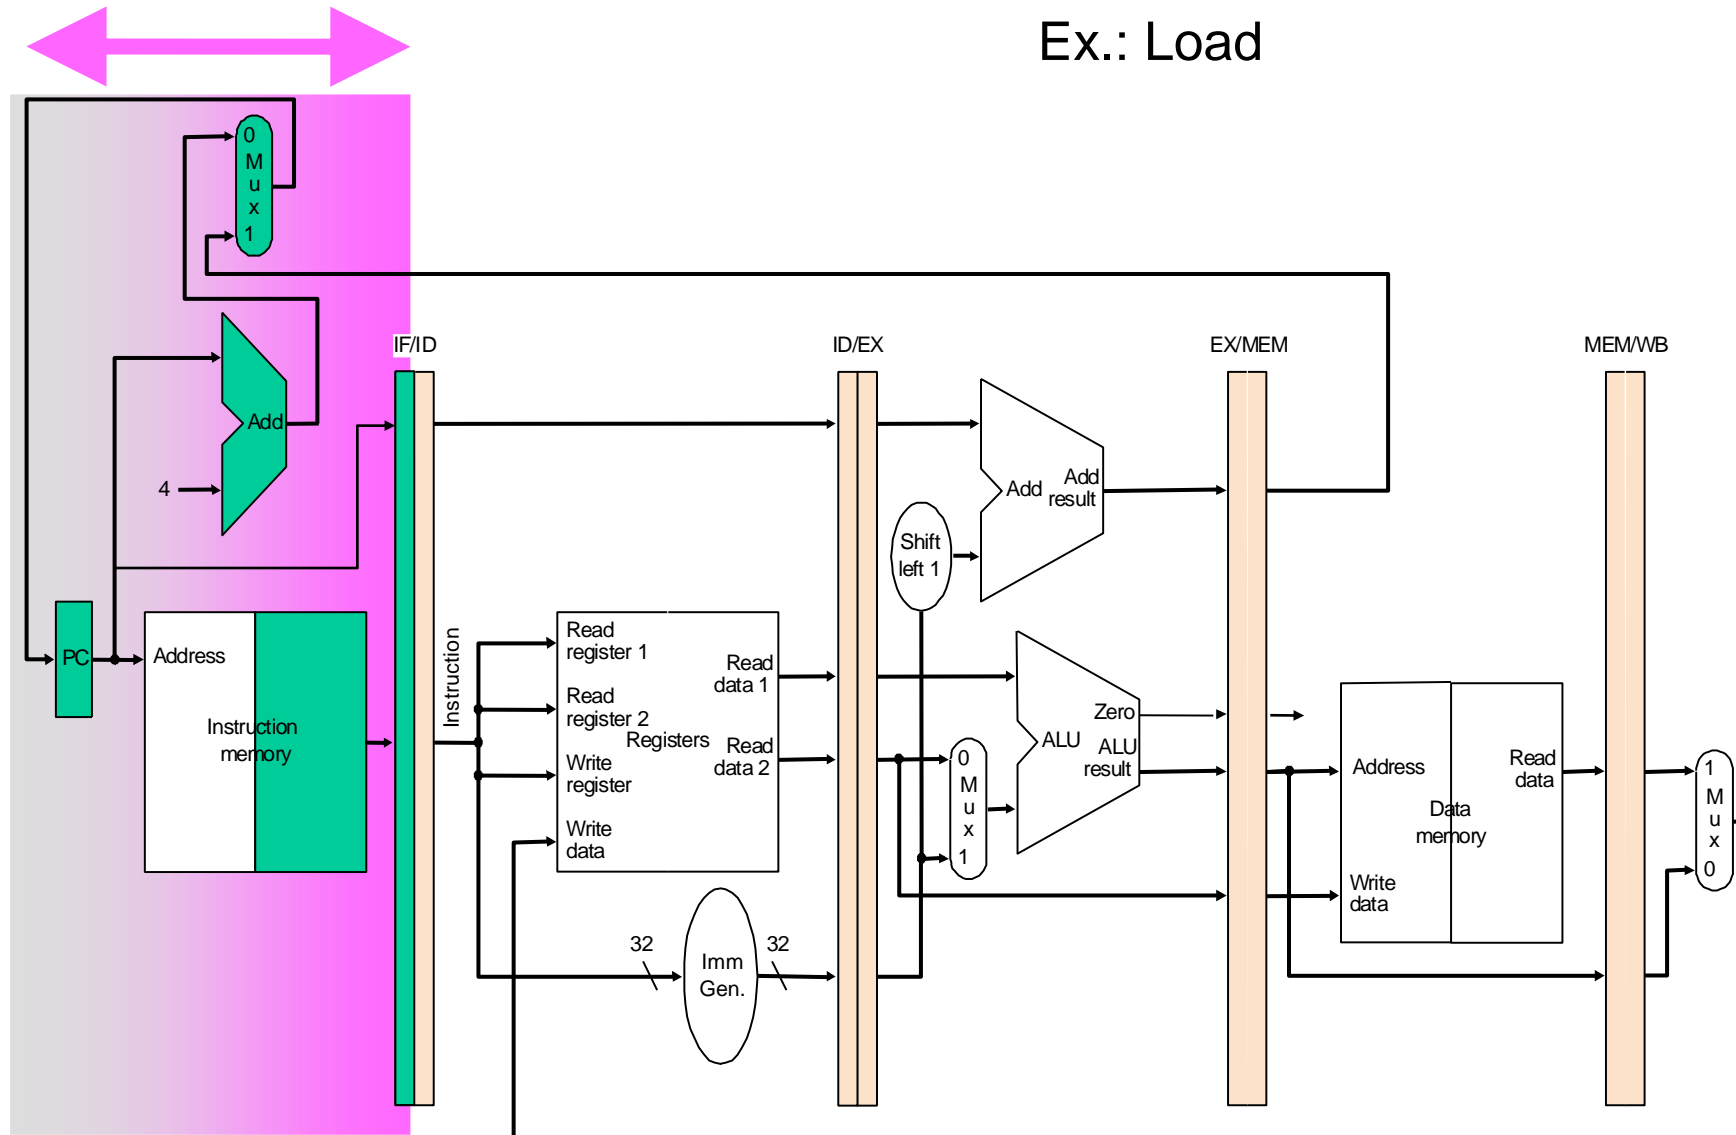 Ex.: Load
0
M
u
x
1
IF/ID
ID/EX
EX/MEM
MEM/WB
Add
4
Add
Add
result
Shift
left 1
PC
Address
Instruction
memory
Instruction
Read
register 1
Read
register 2
Write
register
Write
data
Registers
Read
data 1
Read
data 2
0
M
u
x
1
Zero
ALU
ALU
result
Address
Read
data
Data
memory
Write
data
1
M
u
x
0
32
Imm
Gen.
32